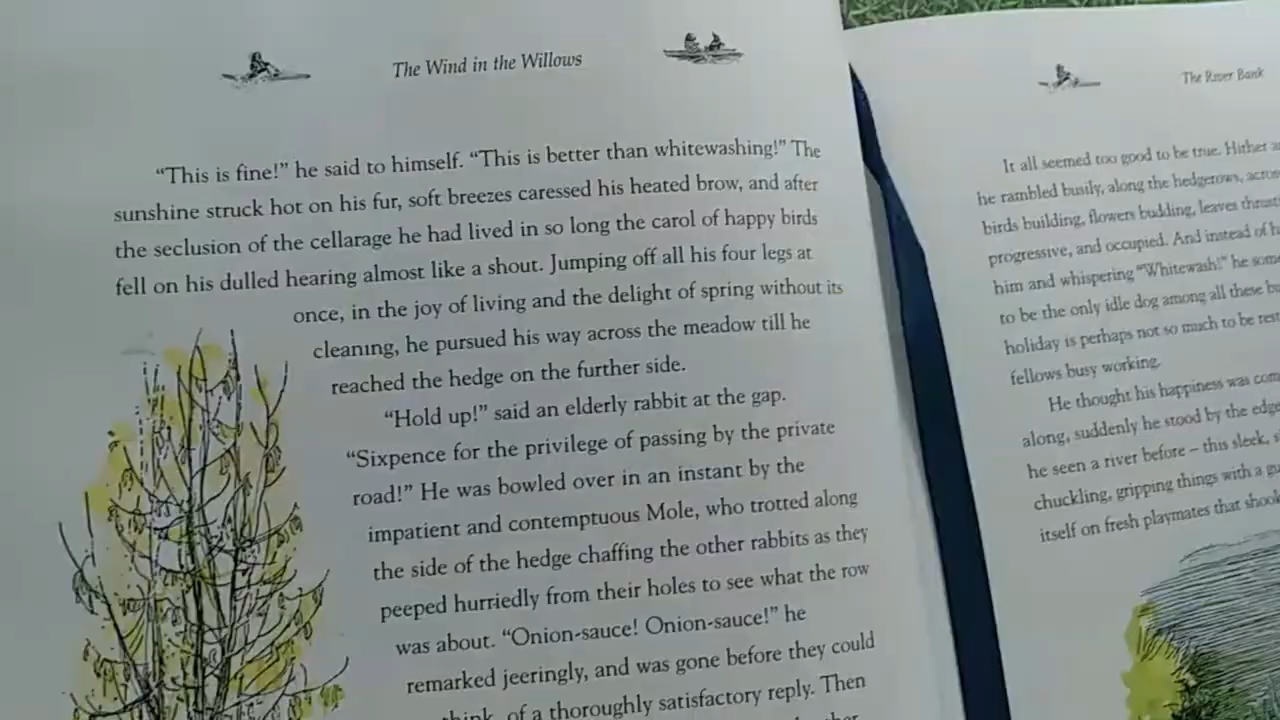 The Wind in the Willows
“This is fine!” he said to himself. “This is better than whitewashing!” The
sunshine struck hot on his fur, soft breezes caressed his heated brow, and after
the seclusion of the cellarage he had lived in so long the carol of happy birds
fell on his dulled hearing almost like a shout. Jumping off all his four legs at
once, in the joy of living and the delight of spring without its
cleaning, he pursued his way across the meadow till he
reached the hedge on the further side.
“Hold up!” said an elderly rabbit at the gap.
“Sixpence for the privilege of passing by the private
road!” He was bowled over in an instant by the
impatient and contemptuous Mole, who trotted along
the side of the hedge chaffing the other rabbits as they
peeped hurriedly from their holes to see what the row
was about. “Onion-sauce! Onion-sauce!” he
remarked jeeringly, and was gone before they could
think of a thoroughly satisfactory reply. Then
The River Bank
It all seemed too good to be true. Hither
he rambled busily, along the hedgerows,
birds building, flowers budding, leaves
progressive, and occupied. And instead of
him and whispering “Whitewash!” he
to be the only idle dog among all these
holiday is perhaps not so much to be
fellows busy working.
He thought his happiness was
along, suddenly he stood by the edge
he seen a river before – this sleek,
chuckling, gripping things with a
itself on fresh playmates that